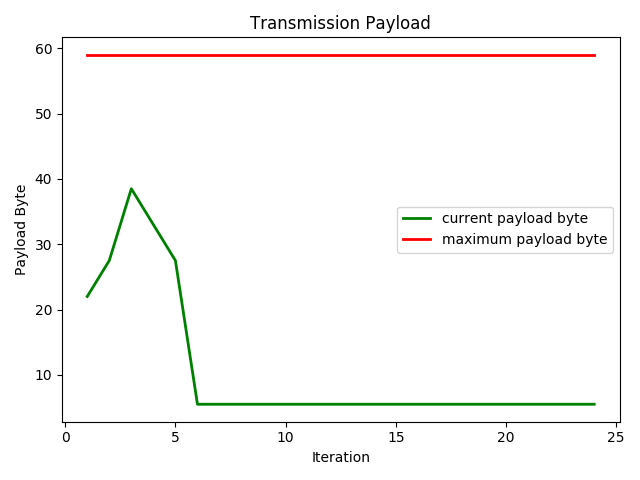 Transmission Payload
60
50
40
30
20
10
Payload Byte
current payload byte
maximum payload byte
0
5
10
15
20
25
Iteration